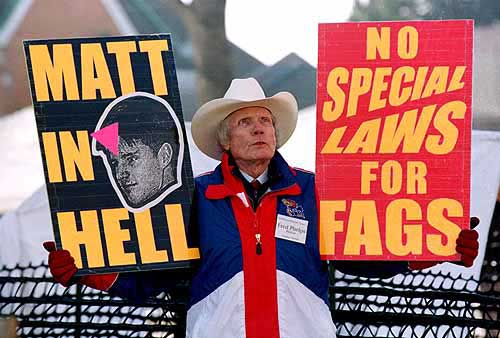 MATT
IN
HELL
NO
SPECIAL
LAWS
FOR
FAGS
Fred Phelps